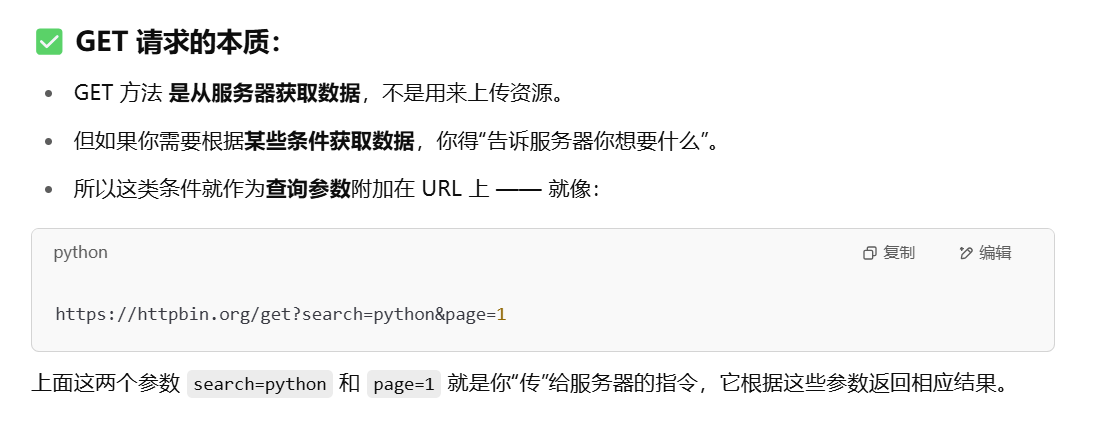 ✅ GET 请求的本质：
• GET 方法 是从服务器获取数据，不是用来上传资源。
• 但如果你需要根据某些条件获取数据，你得“告诉服务器你想要什么”。
• 所以这类条件就作为查询参数附加在 URL 上 —— 就像：
python 复制 编辑
https://httpbin.org/get?search=python&page=1
上面这两个参数 search=python 和 page=1 就是你“传”给服务器的指令，它根据这些参数返回相应结果。